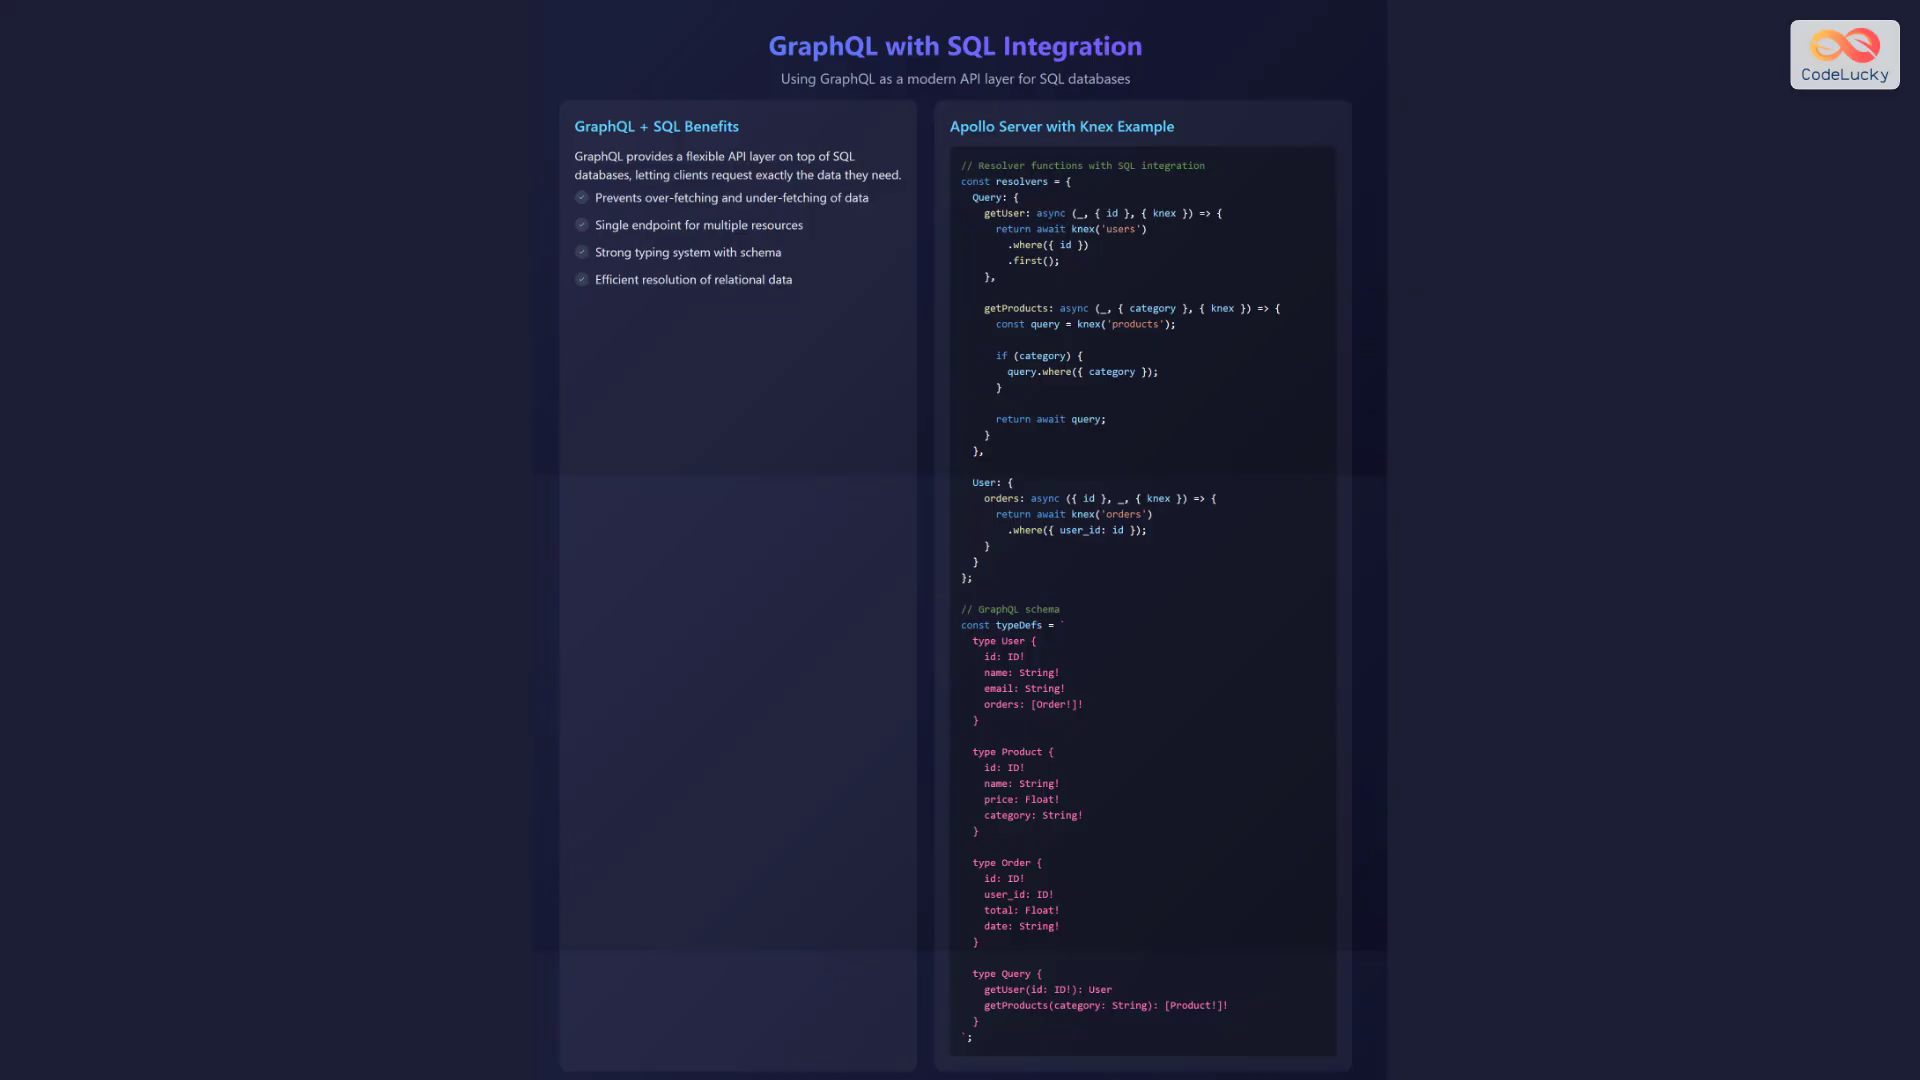 GraphQL with SQL Integration
Using GraphQL as a modern API layer for SQL databases
CodeLucky
GraphQL + SQL Benefits
GraphQL provides a flexible API layer on top of SQL
databases, letting clients request exactly the data they need.
Prevents over-fetching and under-fetching of data
Single endpoint for multiple resources
Strong typing system with schema
Efficient resolution of relational data
Apollo Server with Knex Example
// Resolver functions with SQL integration
const resolvers = {
  Query: {
    getUser: async (_, { id }, { knex }) => {
      return await knex('users')
        .where({ id })
        .first();
    },

    getProducts: async (_, { category }, { knex }) => {
      const query = knex('products');

      if (category) {
        query.where({ category });
      }

      return await query;
    }
  },

  User: {
    orders: async ({ id }, _, { knex }) => {
      return await knex('orders')
        .where({ user_id: id });
    }
  }
};

// GraphQL schema
const typeDefs = `
  type User {
    id: ID!
    name: String!
    email: String!
    orders: [Order!]!
  }

  type Product {
    id: ID!
    name: String!
    price: Float!
    category: String!
  }

  type Order {
    id: ID!
    user_id: ID!
    total: Float!
    date: String!
  }

  type Query {
    getUser(id: ID!): User
    getProducts(category: String): [Product!]!
  }
`;